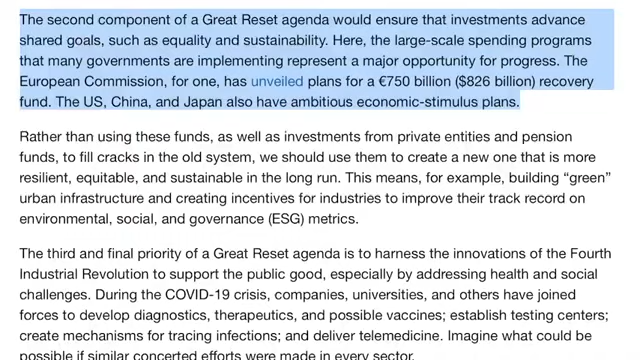 The second component of a Great Reset agenda would ensure that investments advance
shared goals, such as equality and sustainability. Here, the large-scale spending programs
that many governments are implementing represent a major opportunity for progress. The
European Commission, for one, has unveiled plans for a €750 billion ($826 billion) recovery
fund. The US, China, and Japan also have ambitious economic-stimulus plans.
Rather than using these funds, as well as investments from private entities and pension
funds, to fill cracks in the old system, we should use them to create a new one that is more
resilient, equitable, and sustainable in the long run. This means, for example, building “green”
urban infrastructure and creating incentives for industries to improve their track record on
environmental, social, and governance (ESG) metrics.
The third and final priority of a Great Reset agenda is to harness the innovations of the Fourth
Industrial Revolution to support the public good, especially by addressing health and social
challenges. During the COVID-19 crisis, companies, universities, and others have joined
forces to develop diagnostics, therapeutics, and possible vaccines; establish testing centers;
create mechanisms for tracing infections; and deliver telemedicine. Imagine what could be
possible if similar concerted efforts were made in every sector.